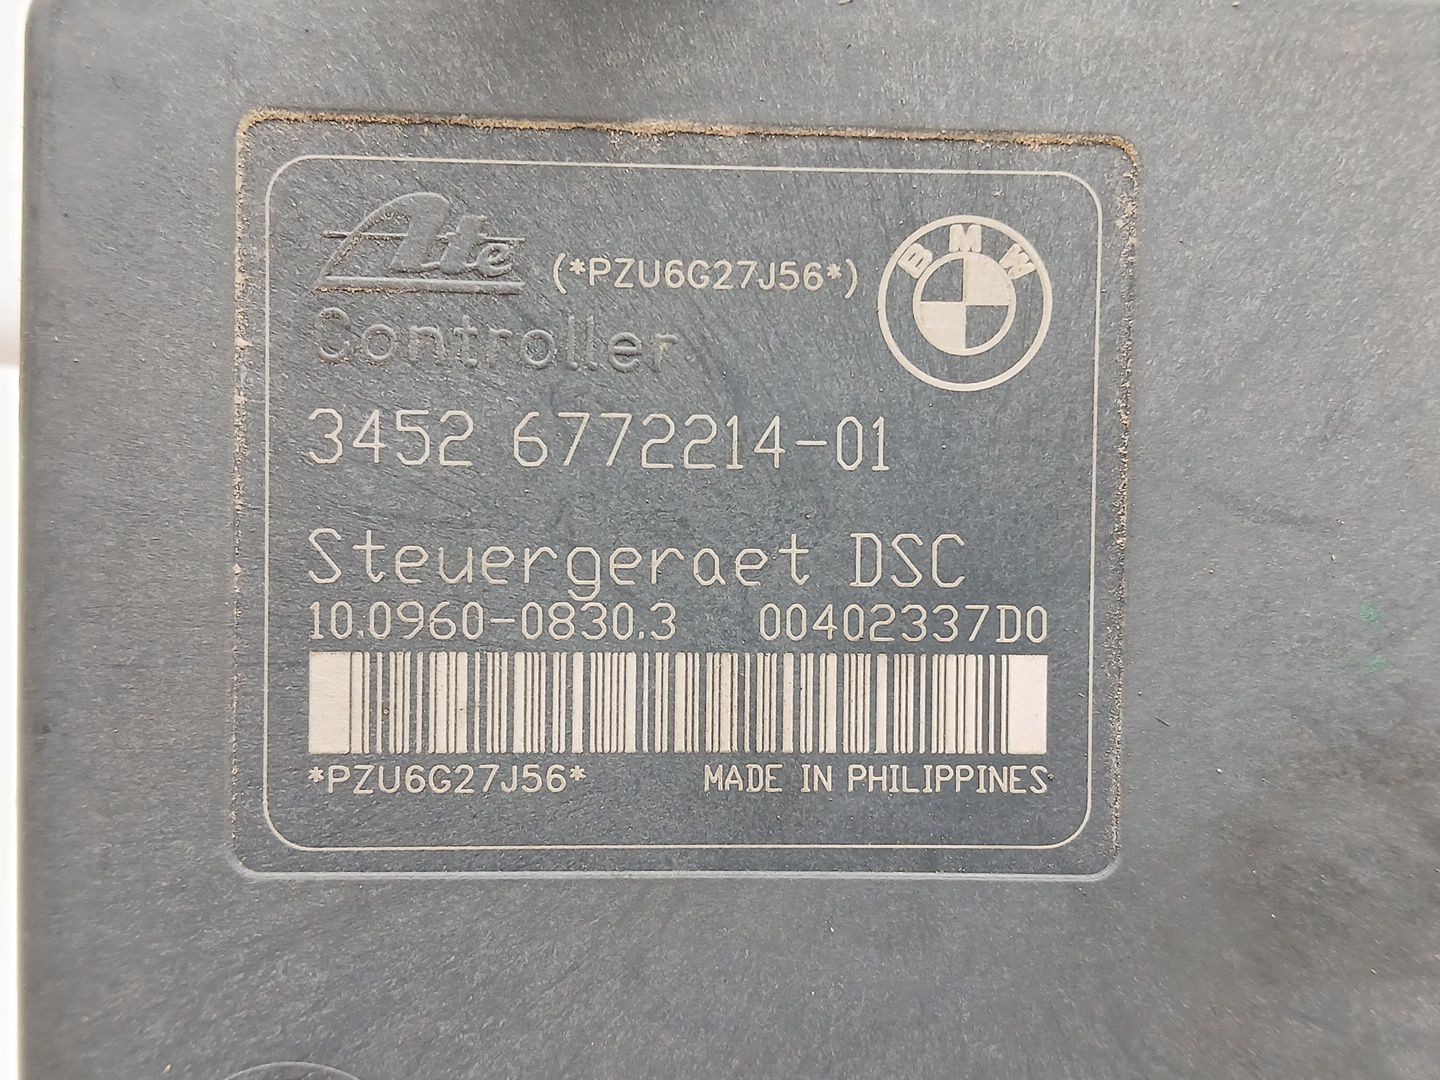 Ate (*PZU6G27J56*) BMW
Controller
3452 6772214-01
Steuergeraet DSC
10.0960-0830.3 00402337D0
*PZU6G27J56* MADE IN PHILIPPINES